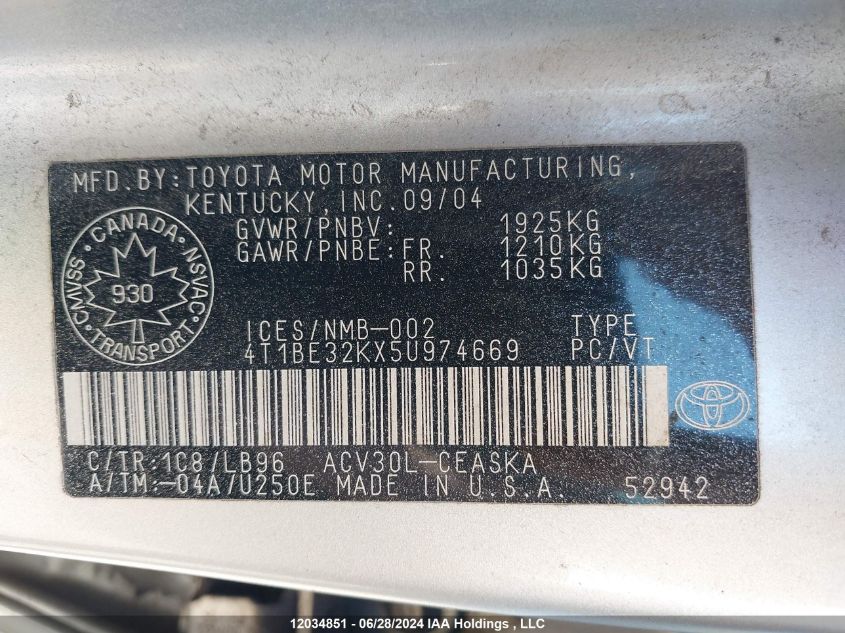 MFD. BY: TOYOTA MOTOR MANUFACTURING,
KENTUCKY, INC. 09/04
GVWR/PNBV: 1925KG
GAWR/PNBE: FR. 1210KG
RR. 1035KG
CANADA
CMVSS NSVAC
930
TRANSPORT
ICES/NMB-002 TYPE
4T1BE32KX5U974669 PC/VT
C/TR: 1C8/LB96 ACV30L-CEASKA
A/TM: -04A/U250E MADE IN U.S.A. 52942
12034851 - 06/28/2024 IAA Holdings , LLC